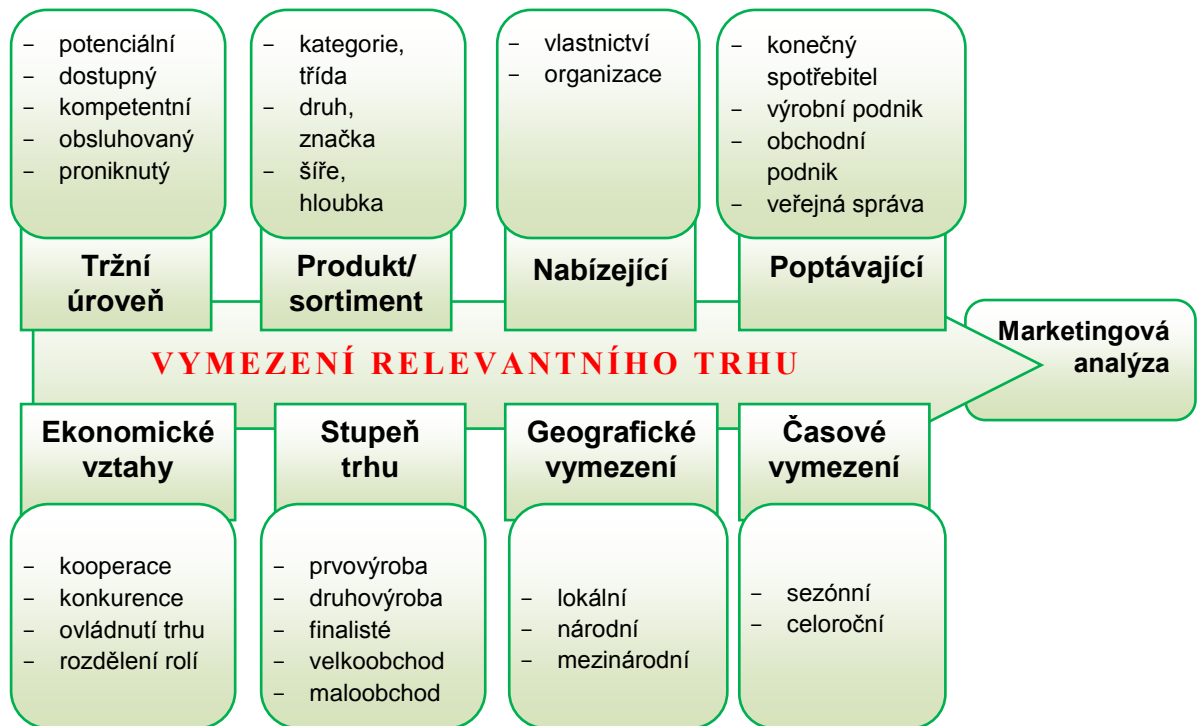 – potenciální
– dostupný
– kompetentní
– obsluhovaný
– proniknutý
Tržní
úroveň
– kategorie,
třída
– druh,
značka
– šíře,
hloubka
Produkt/
sortiment
– vlastnictví
– organizace
Nabízející
– konečný
spotřebitel
– výrobní podnik
– obchodní
podnik
– veřejná správa
Poptávající
VYMEZENÍ RELEVANTNÍHO TRHU
Marketingová
analýza
Ekonomické
vztahy
– kooperace
– konkurence
– ovládnutí trhu
– rozdělení rolí
Stupeň
trhu
– prvovýroba
– druhovýroba
– finalisté
– velkoobchod
– maloobchod
Geografické
vymezení
– lokální
– národní
– mezinárodní
Časové
vymezení
– sezónní
– celoroční